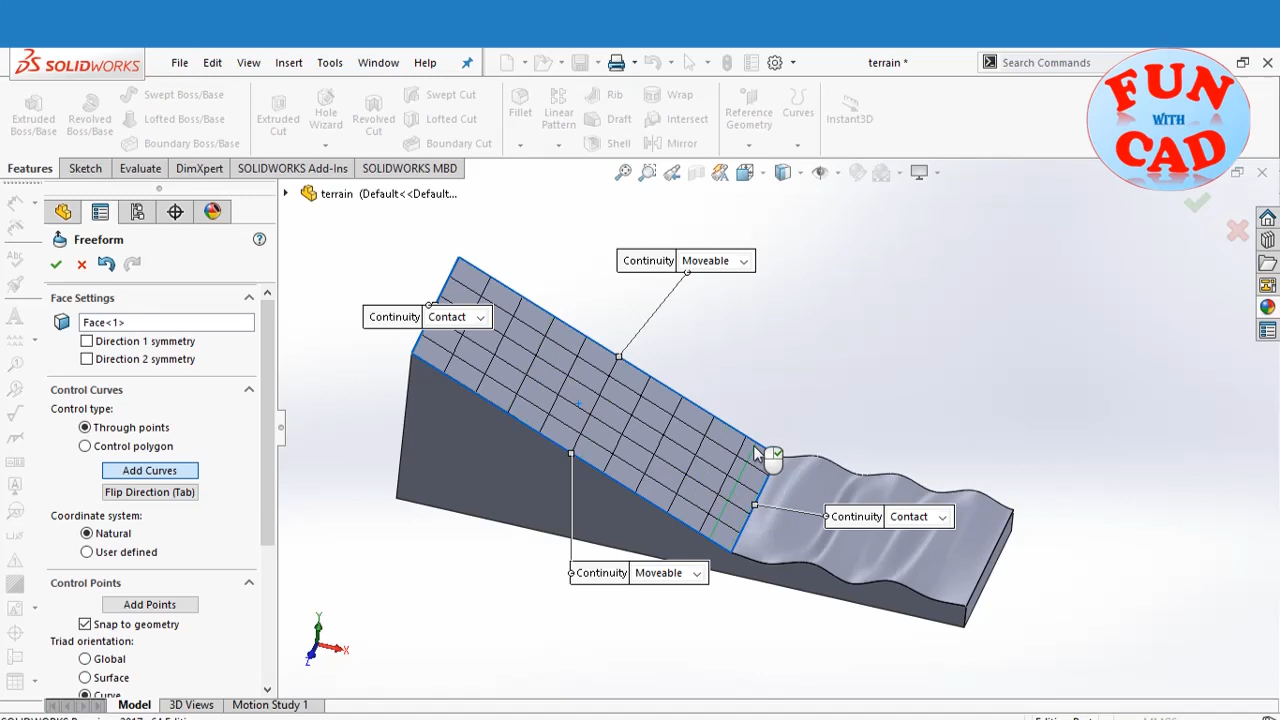 SOLIDWORKS File Edit View Insert Tools Window Help terrain * Search Commands
FUN
WITH
CAD
Extruded Boss/Base
Revolved Boss/Base
Swept Boss/Base
Lofted Boss/Base
Boundary Boss/Base
Extruded Cut
Hole Wizard
Revolved Cut
Swept Cut
Lofted Cut
Boundary Cut
Fillet
Linear Pattern
Rib
Draft
Shell
Wrap
Intersect
Mirror
Reference Geometry
Curves
Instant3D
Features Sketch Evaluate DimXpert SOLIDWORKS Add-Ins SOLIDWORKS MBD
terrain (Default<<Default...
Freeform
Face Settings
Face<1>
Direction 1 symmetry
Direction 2 symmetry
Control Curves
Control type:
Through points
Control polygon
Add Curves
Flip Direction (Tab)
Coordinate system:
Natural
User defined
Control Points
Add Points
Snap to geometry
Triad orientation:
Global
Surface
Curve
Continuity Moveable
Continuity Contact
Continuity Contact
Continuity Moveable
Y
X
Z
Model 3D Views Motion Study 1